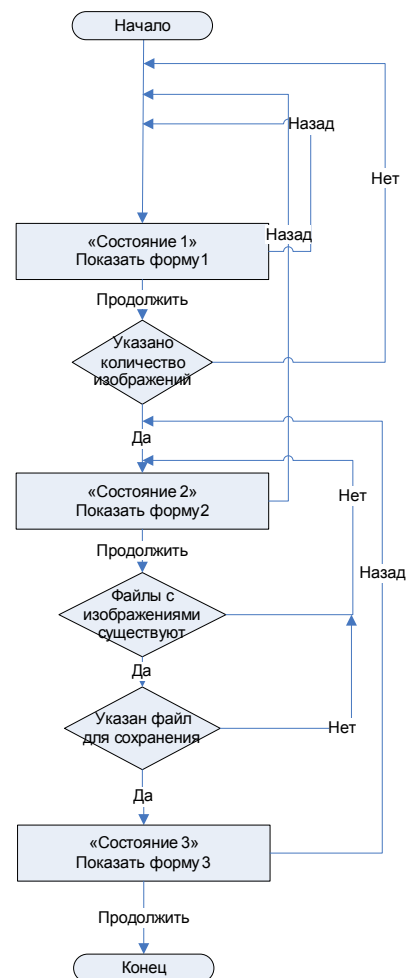 Начало
Назад
Нет
Назад
«Состояние 1»
Показать форму1
Продолжить
Указано
количество
изображений
Да
«Состояние 2»
Показать форму2
Нет
Продолжить
Назад
Файлы с
изображениями
существуют
Да
Указан файл
для сохранения
Нет
Да
«Состояние 3»
Показать форму3
Продолжить
Конец